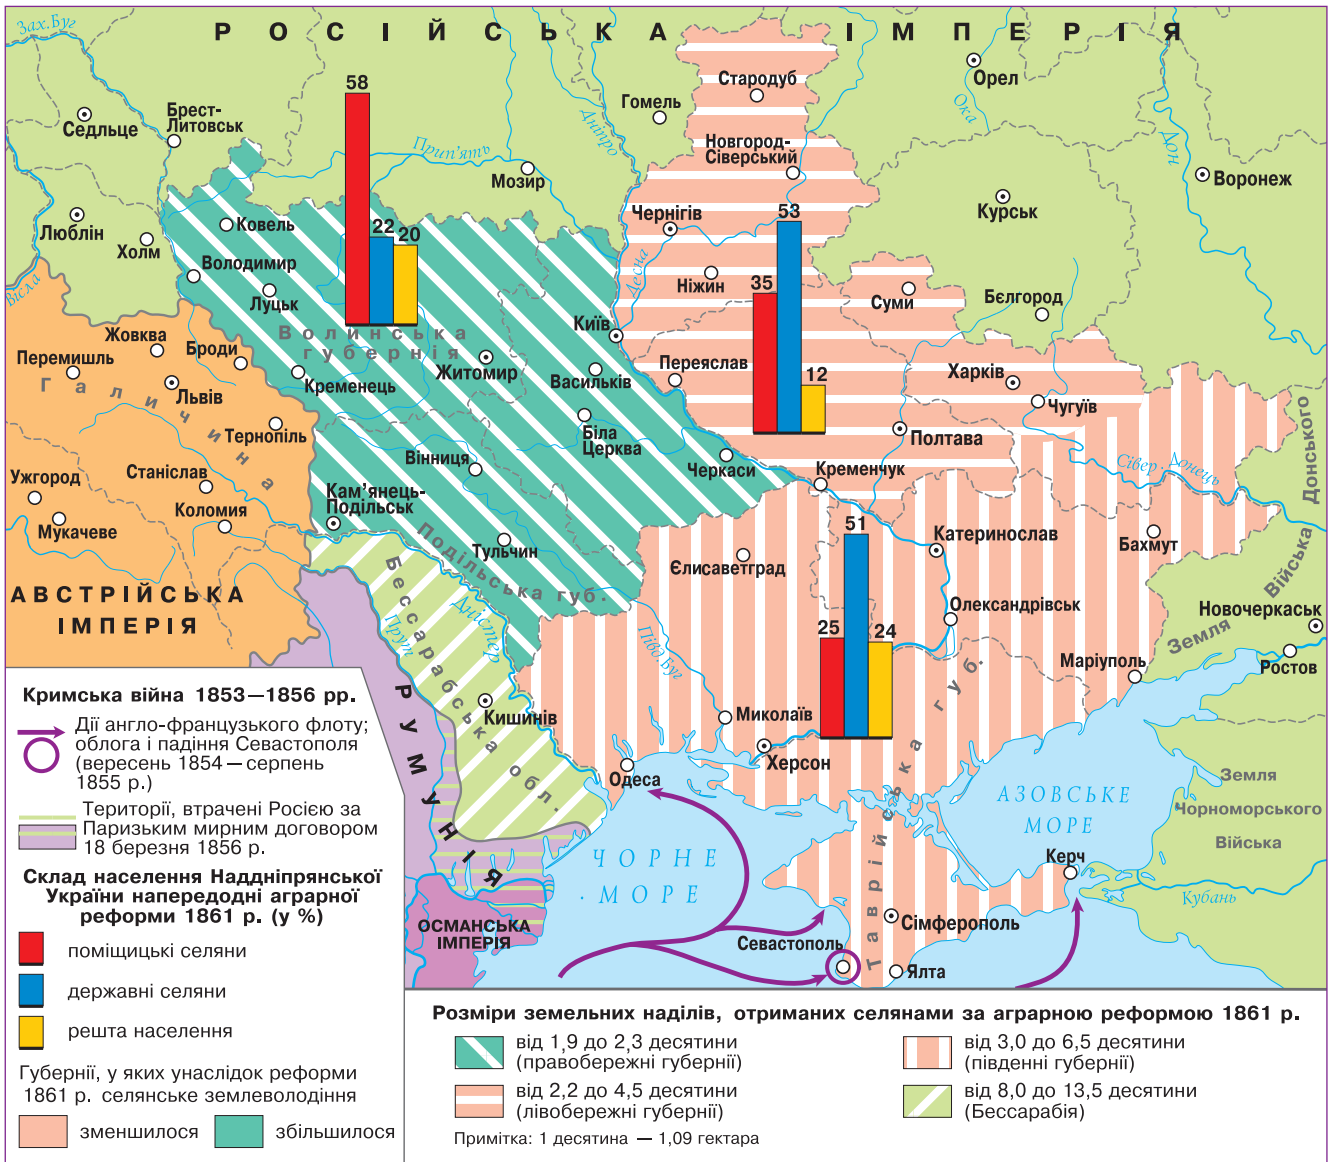 РОСІЙСЬКА ІМПЕРІЯ
Зах.Буг
58
Стародуб
Орел
Гомель
Ока
Дніпро
Седльце
Брест-
Литовськ
Новгород-
Сіверський
Дон
Прип'ять
Мозир
Воронеж
Курськ
Люблін
Ковель
Чернігів
53
22
20
Холм
Володимир
Десна
Ніжин
35
Суми
Бєлгород
Вісла
Луцьк
Волинська
губернія
Київ
Жовква
Броди
Перемишль
Житомир
Васильків
Переяслав
12
Харків
Чугуїв
Галичина
Львів
Кременець
Тернопіль
Біла
Церква
Полтава
Вінниця
Черкаси
Кременчук
Сівер. Донець
Донського
Війська
Земля
Ужгород
Станіслав
Кам'янець-
Подільськ
Мукачеве
Коломия
51
Катеринослав
Бахмут
Тульчин
Подільська губ.
Єлисаветград
АВСТРІЙСЬКА
ІМПЕРІЯ
Бессарабська обл.
Дністер
Прут
Олександрівськ
Новочеркаськ
25
24
Півд.Буг
Маріуполь
Ростов
РУМУНІЯ
Кишинів
Миколаїв
Таврійська губ.
Херсон
Одеса
АЗОВСЬКЕ
МОРЕ
Земля
Чорноморського
Війська
Керч
ЧОРНЕ
МОРЕ
Кубань
ОСМАНСЬКА
ІМПЕРІЯ
Севастополь
Сімферополь
Ялта
Кримська війна 1853—1856 рр.
Дії англо-французького флоту;
облога і падіння Севастополя
(вересень 1854 — серпень
1855 р.)
Території, втрачені Росією за
Паризьким мирним договором
18 березня 1856 р.
Склад населення Наддніпрянської
України напередодні аграрної
реформи 1861 р. (у %)
поміщицькі селяни
державні селяни
решта населення
Губернії, у яких унаслідок реформи
1861 р. селянське землеволодіння
зменшилося
збільшилося
Розміри земельних наділів, отриманих селянами за аграрною реформою 1861 р.
від 1,9 до 2,3 десятини
(правобережні губернії)
від 2,2 до 4,5 десятини
(лівобережні губернії)
від 3,0 до 6,5 десятини
(південні губернії)
від 8,0 до 13,5 десятини
(Бессарабія)
Примітка: 1 десятина — 1,09 гектара